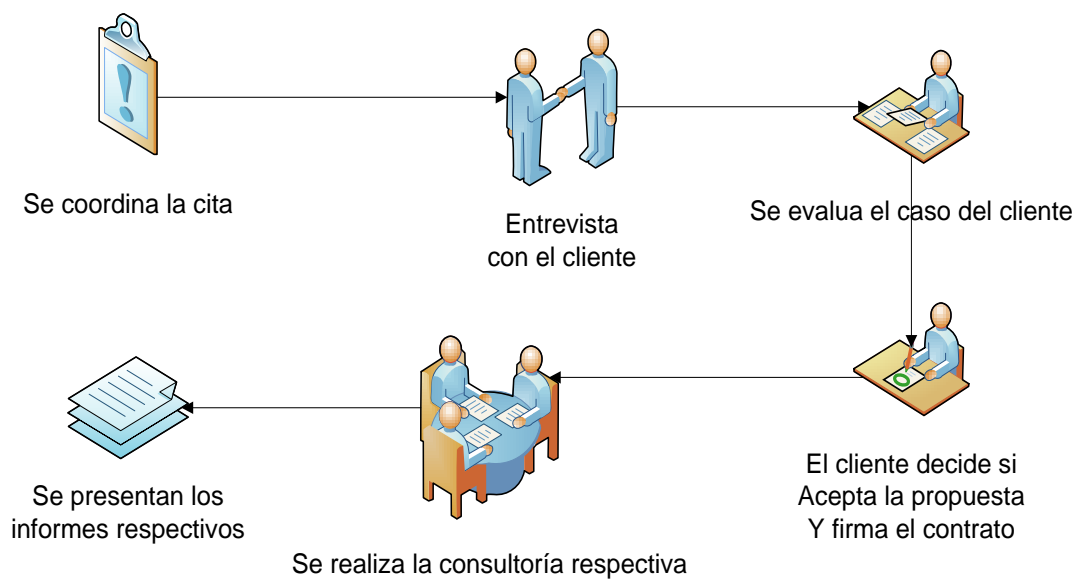 Se coordina la cita
Entrevista
con el cliente
Se evalua el caso del cliente
El cliente decide si
Acepta la propuesta
Y firma el contrato
Se realiza la consultoría respectiva
Se presentan los
informes respectivos